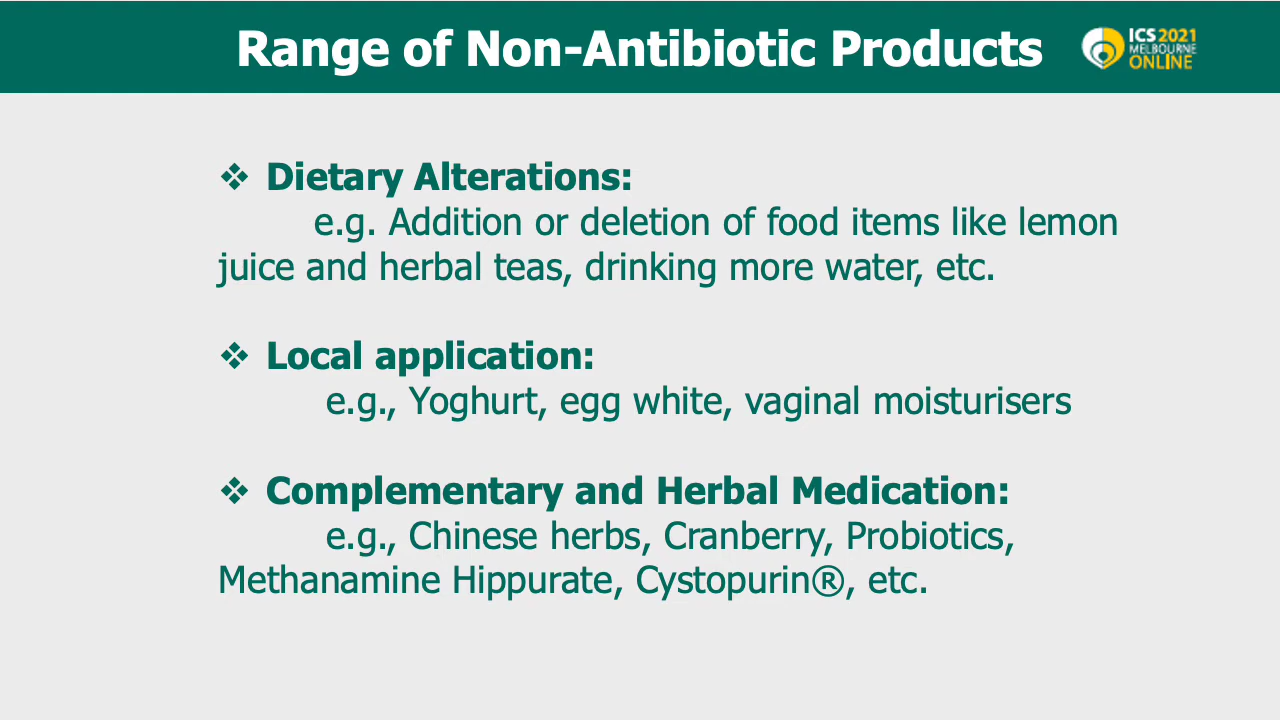 Range of Non-Antibiotic Products
ICS2021
MELBOURNE
ONLINE
❖ Dietary Alterations:
e.g. Addition or deletion of food items like lemon
juice and herbal teas, drinking more water, etc.
❖ Local application:
e.g., Yoghurt, egg white, vaginal moisturisers
❖ Complementary and Herbal Medication:
e.g., Chinese herbs, Cranberry, Probiotics,
Methanamine Hippurate, Cystopurin®, etc.